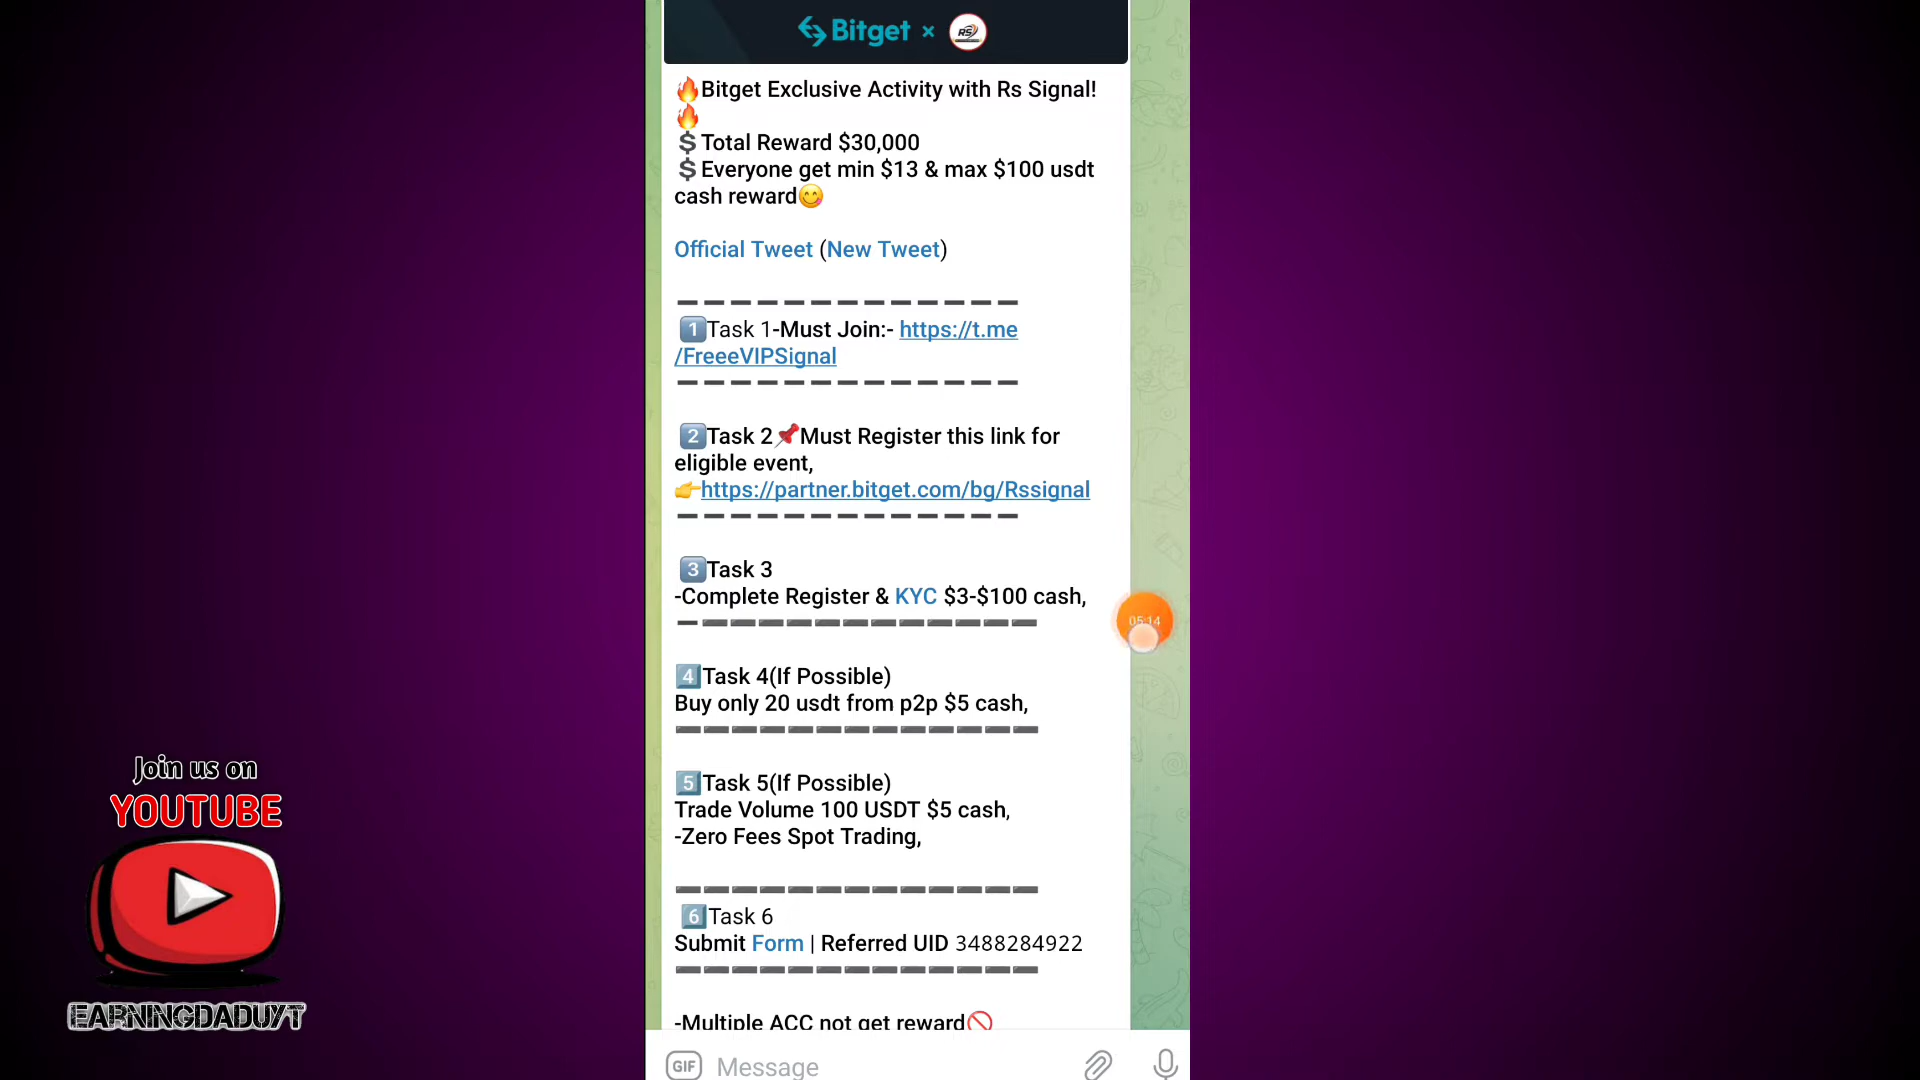 Bitget × RS
🔥Bitget Exclusive Activity with Rs Signal!
🔥
💲Total Reward $30,000
💲Everyone get min $13 & max $100 usdt
cash reward😋
Official Tweet (New Tweet)
➖➖➖➖➖➖➖➖➖➖➖➖➖
1️⃣Task 1-Must Join:- https://t.me
/FreeeVIPSignal
➖➖➖➖➖➖➖➖➖➖➖➖➖
2️⃣Task 2📌Must Register this link for
eligible event,
👉https://partner.bitget.com/bg/Rssignal
➖➖➖➖➖➖➖➖➖➖➖➖➖
3️⃣Task 3
-Complete Register & KYC $3-$100 cash,
➖➖➖➖➖➖➖➖➖➖➖➖➖
05:14
4️⃣Task 4(If Possible)
Buy only 20 usdt from p2p $5 cash,
➖➖➖➖➖➖➖➖➖➖➖➖➖
5️⃣Task 5(If Possible)
Trade Volume 100 USDT $5 cash,
-Zero Fees Spot Trading,
➖➖➖➖➖➖➖➖➖➖➖➖➖
6️⃣Task 6
Submit Form | Referred UID 3488284922
➖➖➖➖➖➖➖➖➖➖➖➖➖
-Multiple ACC not get reward🚫
GIF Message
Join us on
YOUTUBE
EARNINGDADUYT